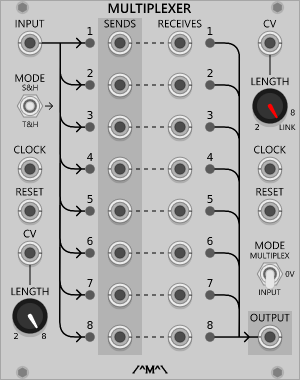 MULTIPLEXER
INPUT
SENDS
RECEIVES
CV
1
1
MODE
S&H
T&H
2
2
LENGTH
2
8
LINK
3
3
CLOCK
4
4
CLOCK
RESET
5
5
RESET
CV
6
6
MODE
MULTIPLEX
0V
INPUT
LENGTH
2
8
7
7
8
8
OUTPUT